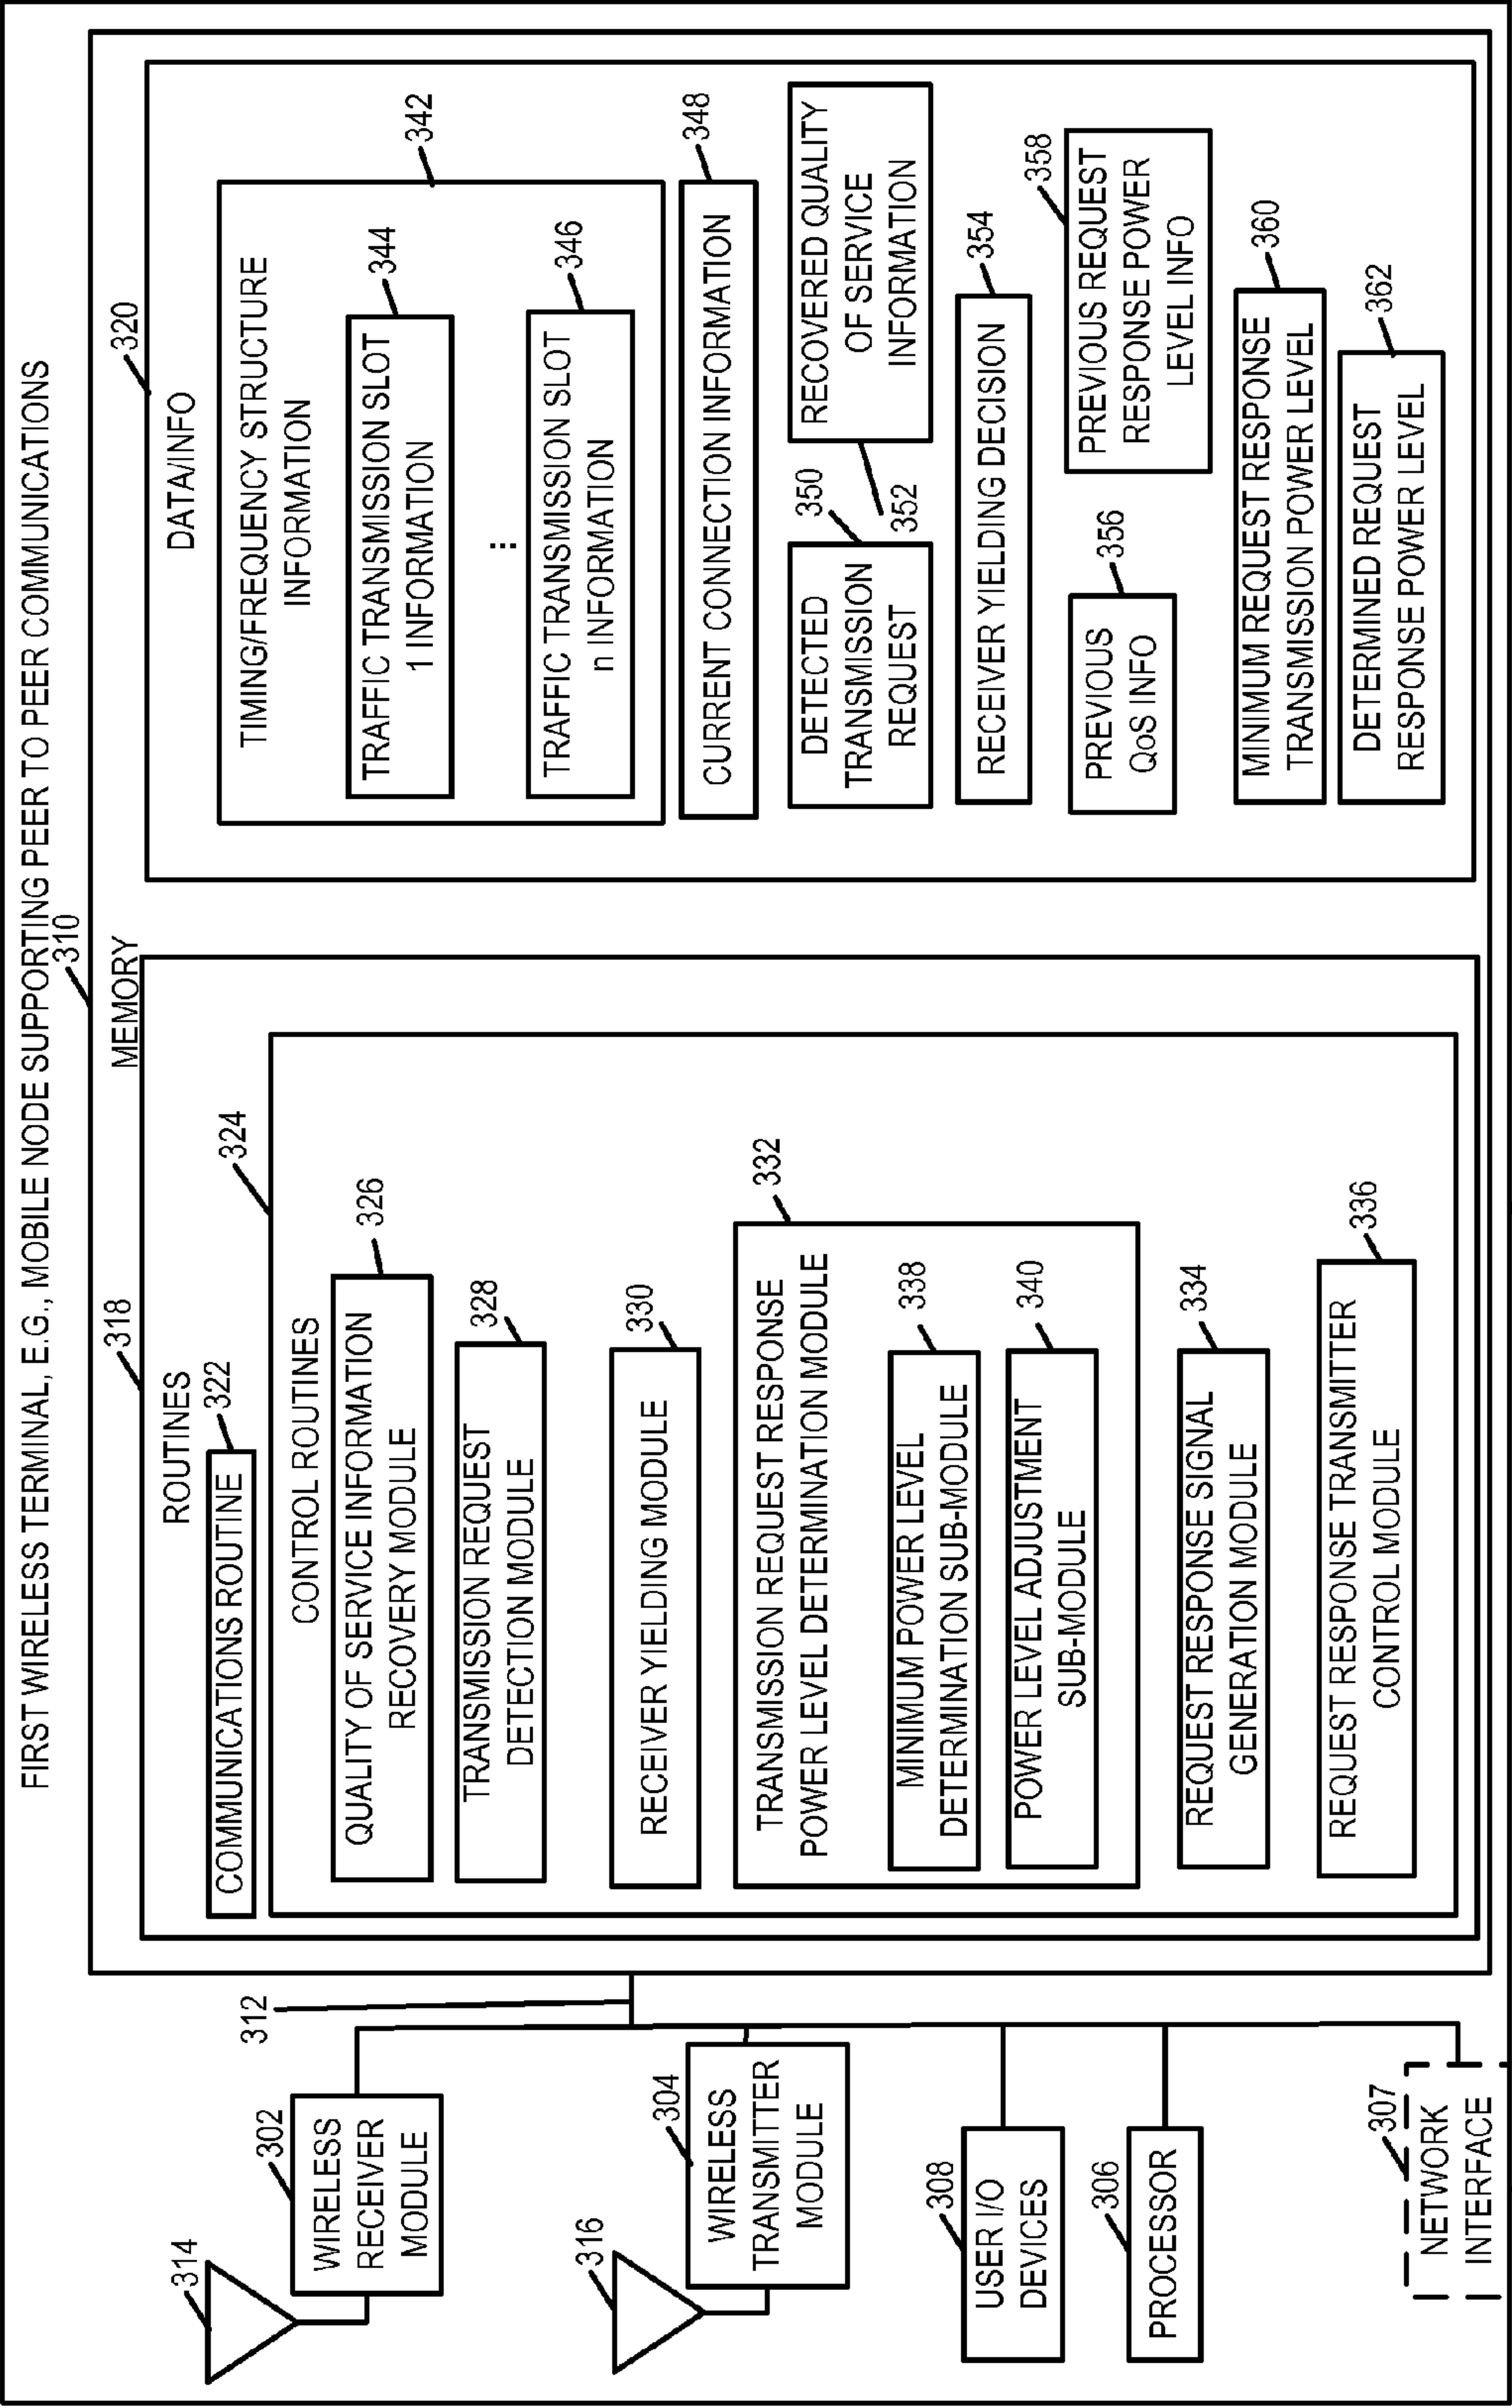 FIRST WIRELESS TERMINAL, E.G., MOBILE NODE SUPPORTING PEER TO PEER COMMUNICATIONS
310
MEMORY
314
302
WIRELESS
RECEIVER
MODULE
312
316
304
WIRELESS
TRANSMITTER
MODULE
308
USER I/O
DEVICES
306
PROCESSOR
307
NETWORK
INTERFACE
318
ROUTINES
322
COMMUNICATIONS ROUTINE
324
CONTROL ROUTINES
326
QUALITY OF SERVICE INFORMATION
RECOVERY MODULE
328
TRANSMISSION REQUEST
DETECTION MODULE
330
RECEIVER YIELDING MODULE
332
TRANSMISSION REQUEST RESPONSE
POWER LEVEL DETERMINATION MODULE
338
MINIMUM POWER LEVEL
DETERMINATION SUB-MODULE
340
POWER LEVEL ADJUSTMENT
SUB-MODULE
334
REQUEST RESPONSE SIGNAL
GENERATION MODULE
336
REQUEST RESPONSE TRANSMITTER
CONTROL MODULE
320
DATA/INFO
342
TIMING/FREQUENCY STRUCTURE
INFORMATION
344
TRAFFIC TRANSMISSION SLOT
1 INFORMATION
...
346
TRAFFIC TRANSMISSION SLOT
n INFORMATION
348
CURRENT CONNECTION INFORMATION
350
DETECTED
TRANSMISSION
REQUEST
352
RECOVERED QUALITY
OF SERVICE
INFORMATION
354
RECEIVER YIELDING DECISION
356
PREVIOUS
QoS INFO
358
PREVIOUS REQUEST
RESPONSE POWER
LEVEL INFO
360
MINIMUM REQUEST RESPONSE
TRANSMISSION POWER LEVEL
362
DETERMINED REQUEST
RESPONSE POWER LEVEL